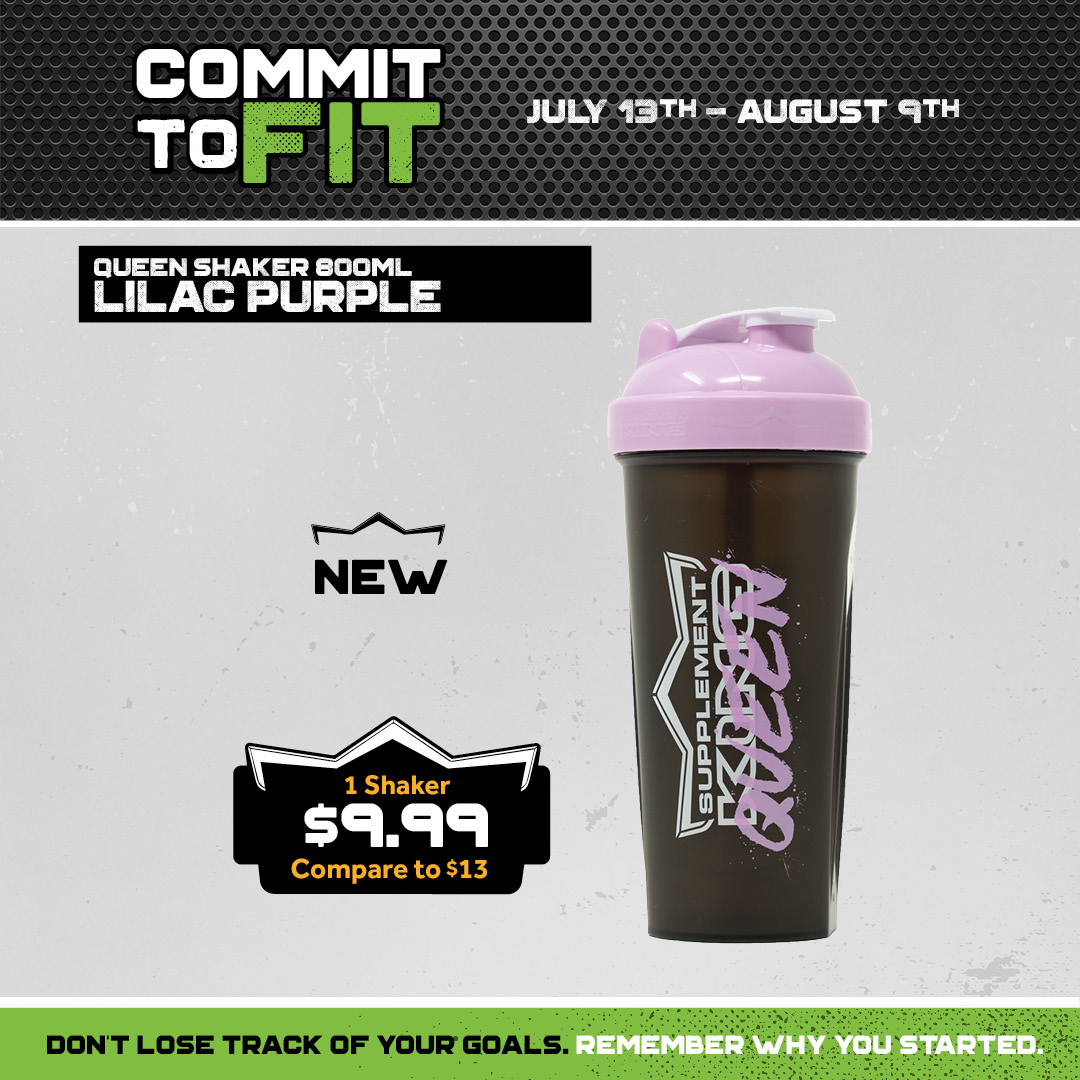 COMMIT
TO FIT
JULY 13TH – AUGUST 9TH
QUEEN SHAKER 800ML
LILAC PURPLE
NEW
1 Shaker
$9.99
Compare to $13
SUPPLEMENT
KING
QUEEN
DON'T LOSE TRACK OF YOUR GOALS. REMEMBER WHY YOU STARTED.